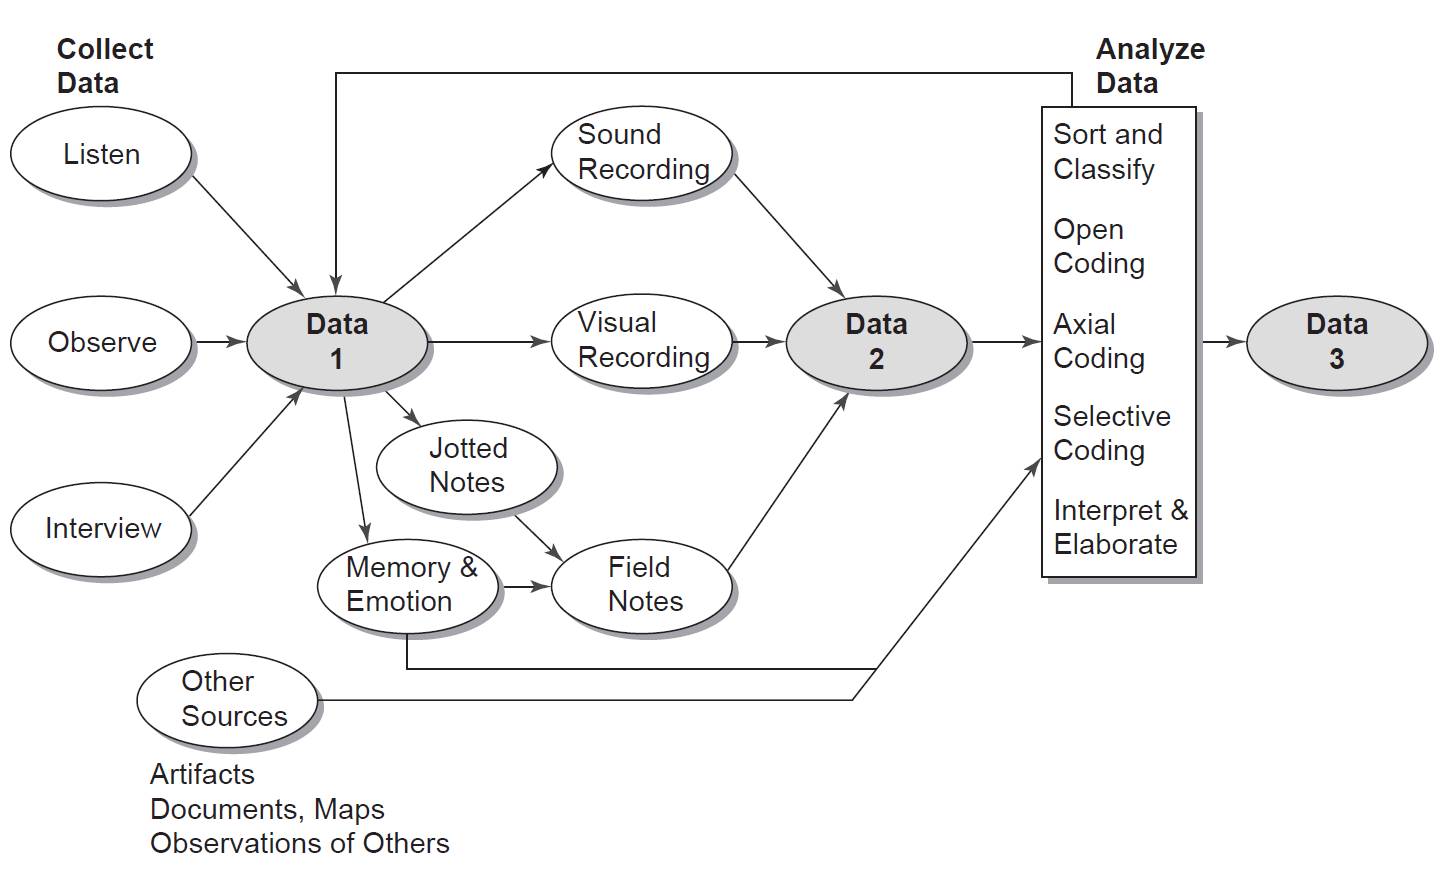 Collect
Data
Analyze
Data
Listen
Sound
Recording
Sort and
Classify
Open
Coding
Observe
Data
1
Visual
Recording
Data
2
Axial
Coding
Data
3
Selective
Coding
Jotted
Notes
Interview
Interpret &
Elaborate
Memory &
Emotion
Field
Notes
Other
Sources
Artifacts
Documents, Maps
Observations of Others